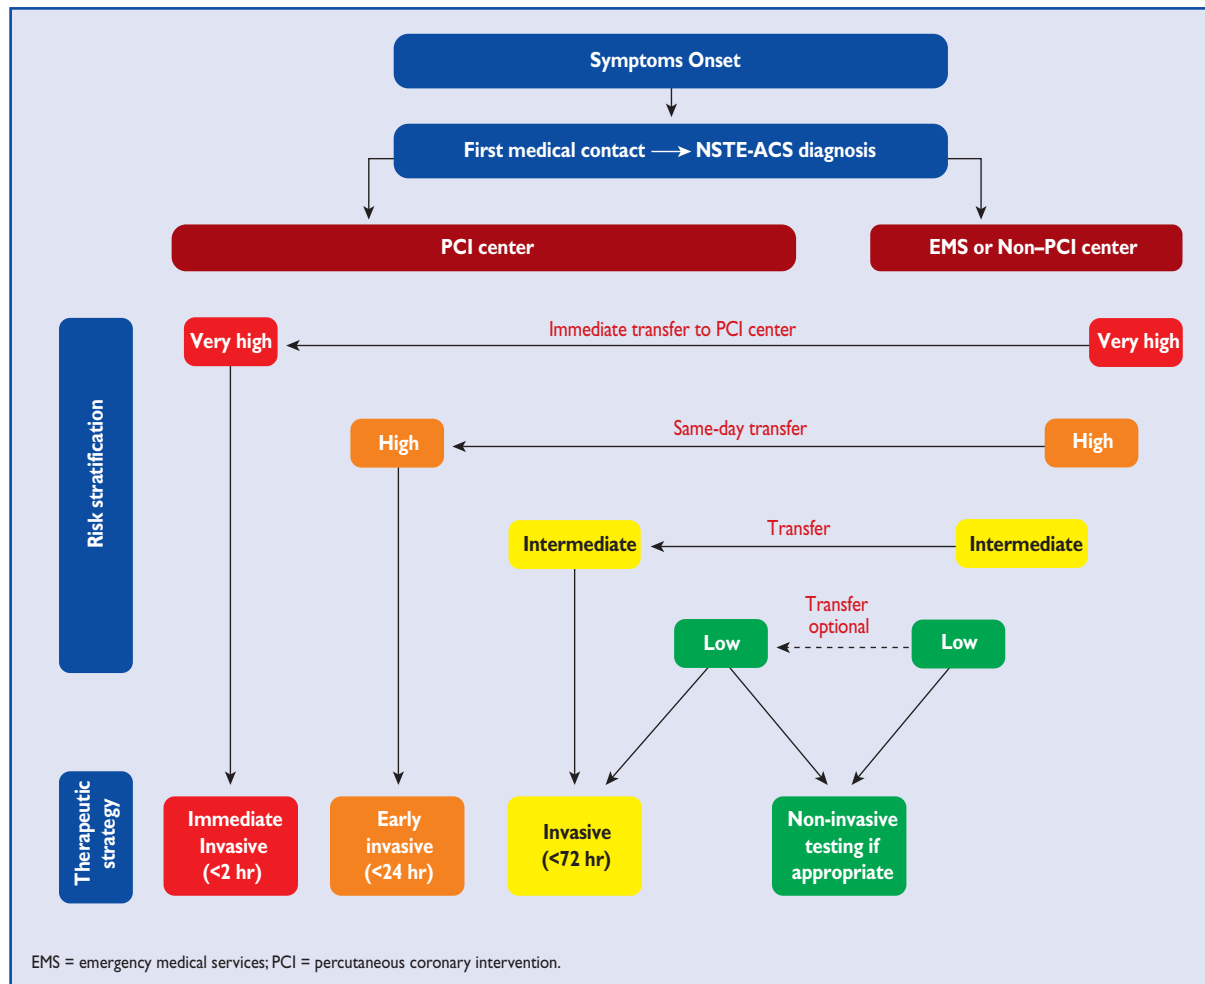 Symptoms Onset
First medical contact → NSTE-ACS diagnosis
PCI center
EMS or Non–PCI center
Risk stratification
Very high
Immediate transfer to PCI center
Very high
High
Same-day transfer
High
Intermediate
Transfer
Intermediate
Low
Transfer
optional
Low
Therapeutic
strategy
Immediate
Invasive
(<2 hr)
Early
invasive
(<24 hr)
Invasive
(<72 hr)
Non-invasive
testing if
appropriate
EMS = emergency medical services; PCI = percutaneous coronary intervention.